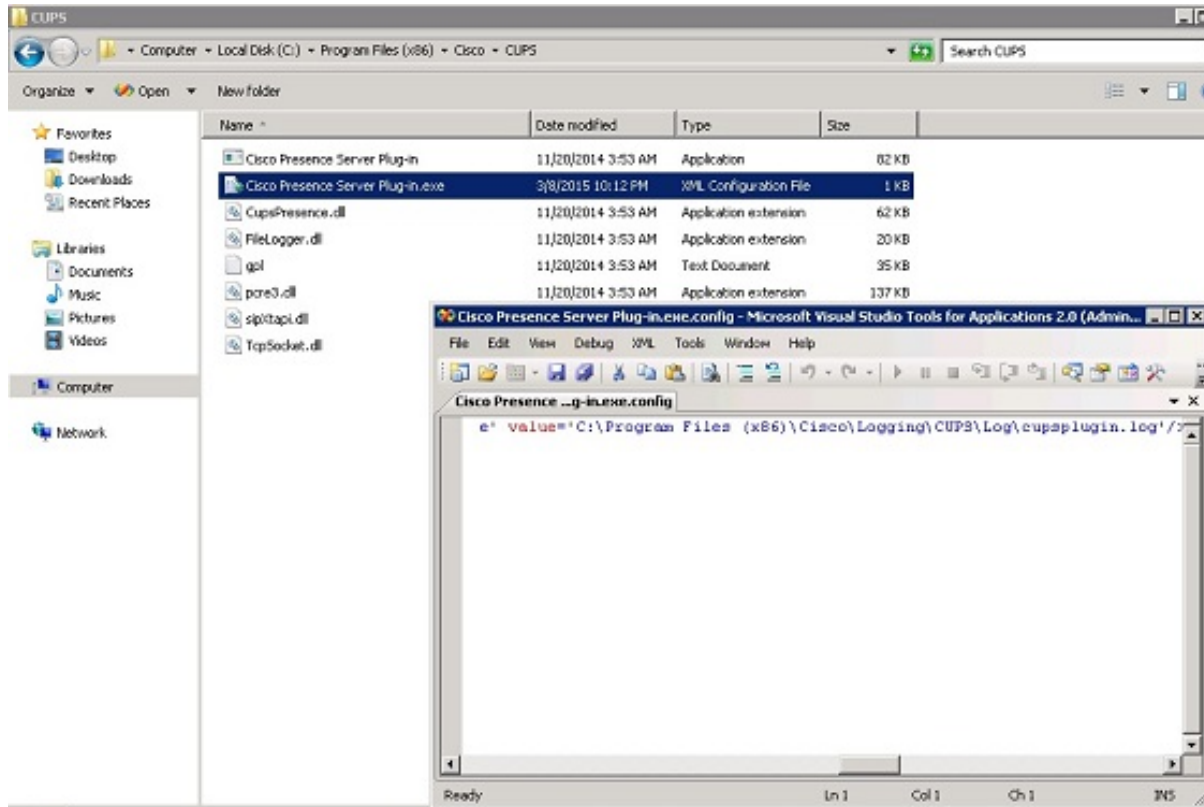 CUPS
Computer Local Disk (C:) Program Files (x86) Cisco CUPS
Search CUPS
Organize Open New folder
Name Date modified Type Size
Favorites
Desktop
Downloads
Recent Places
Libraries
Documents
Music
Pictures
Videos
Computer
Network
Cisco Presence Server Plug-in 11/20/2014 3:53 AM Application 82 KB
Cisco Presence Server Plug-in.exe 3/8/2015 10:12 PM XML Configuration File 1 KB
CupsPresence.dll 11/20/2014 3:53 AM Application extension 62 KB
FileLogger.dll 11/20/2014 3:53 AM Application extension 20 KB
gpl 11/20/2014 3:53 AM Text Document 35 KB
pcre3.dll 11/20/2014 3:53 AM Application extension 137 KB
sipXtapi.dll
TcpSocket.dll
Cisco Presence Server Plug-in.exe.config - Microsoft Visual Studio Tools for Applications 2.0 (Admin...
File Edit View Debug XML Tools Window Help
Cisco Presence ...g-in.exe.config
e' value='C:\Program Files (x86)\Cisco\Logging\CUPS\Log\cupsplugin.log'/>
Ready Ln 1 Col 1 Ch 1 INS